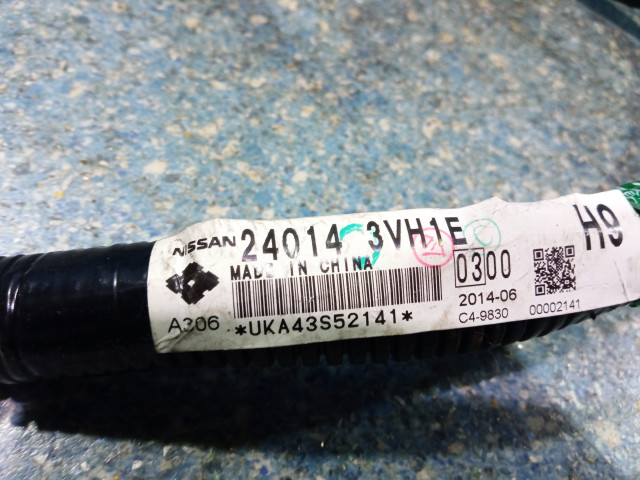 NISSAN 24014 3VH1E H9
MADE IN CHINA 0300
A306 *UKA43S52141* 2014-06
C4-9830 00002141